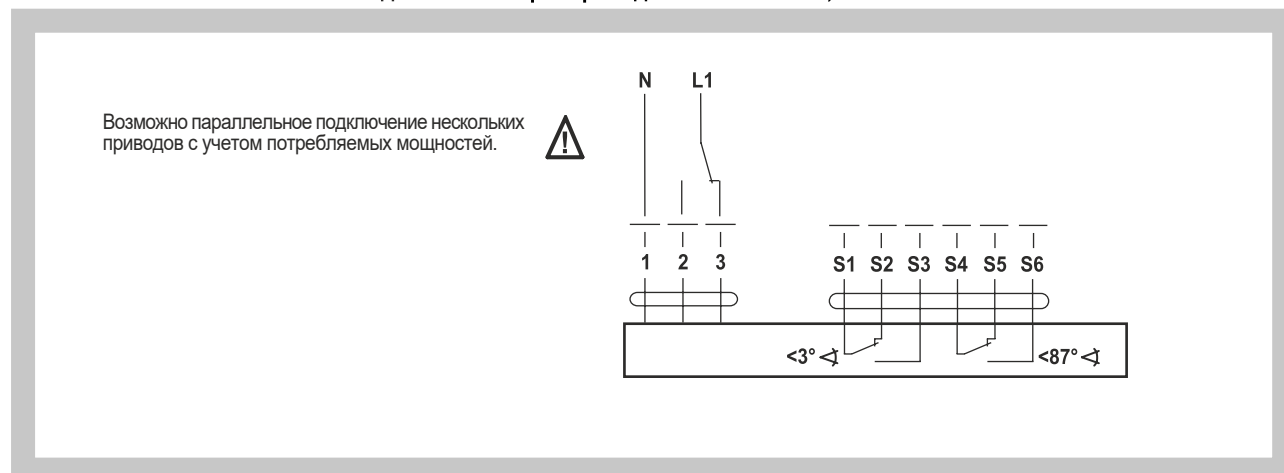 N L1
Возможно параллельное подключение нескольких
приводов с учетом потребляемых мощностей.
1 2 3
S1 S2 S3 S4 S5 S6
<3° <87°